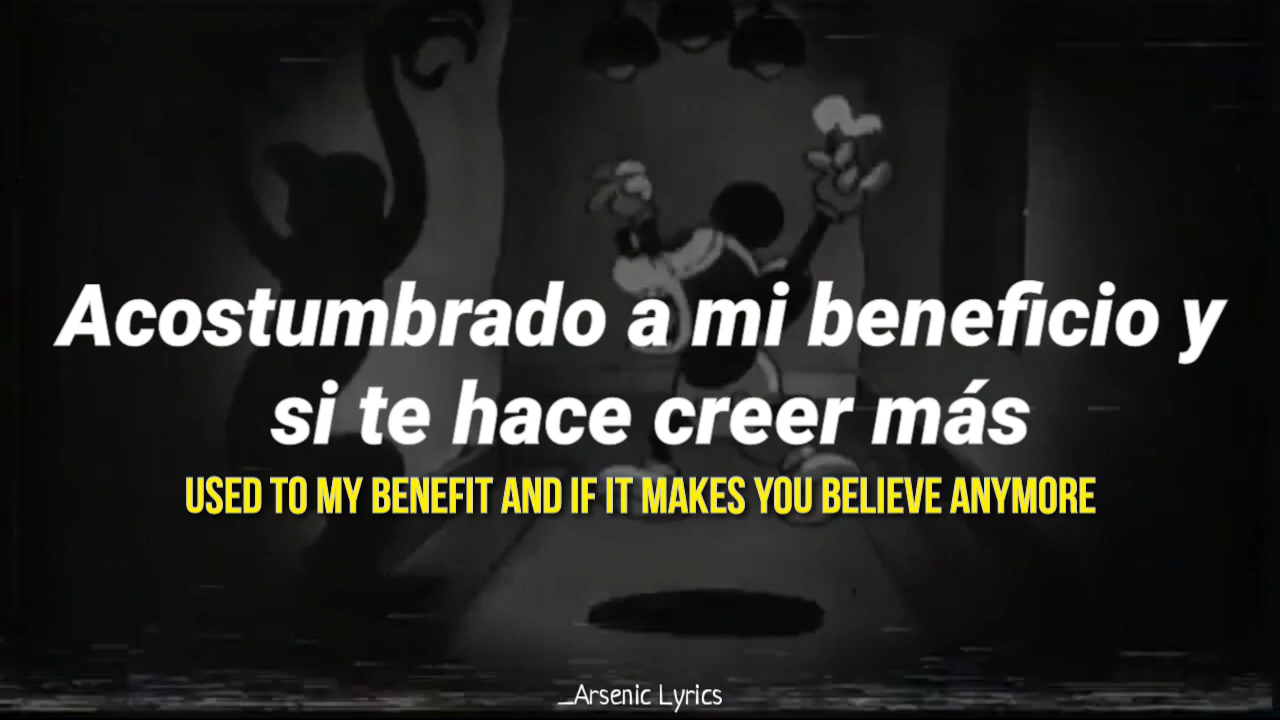 Acostumbrado a mi beneficio y
si te hace creer más
USED TO MY BENEFIT AND IF IT MAKES YOU BELIEVE ANYMORE
_Arsenic Lyrics